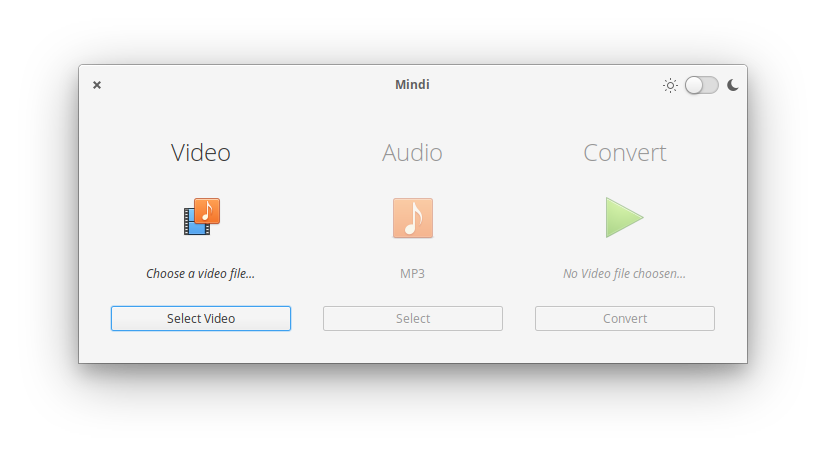 Mindi
Video
Audio
Convert
Choose a video file...
MP3
No Video file choosen...
Select Video
Select
Convert